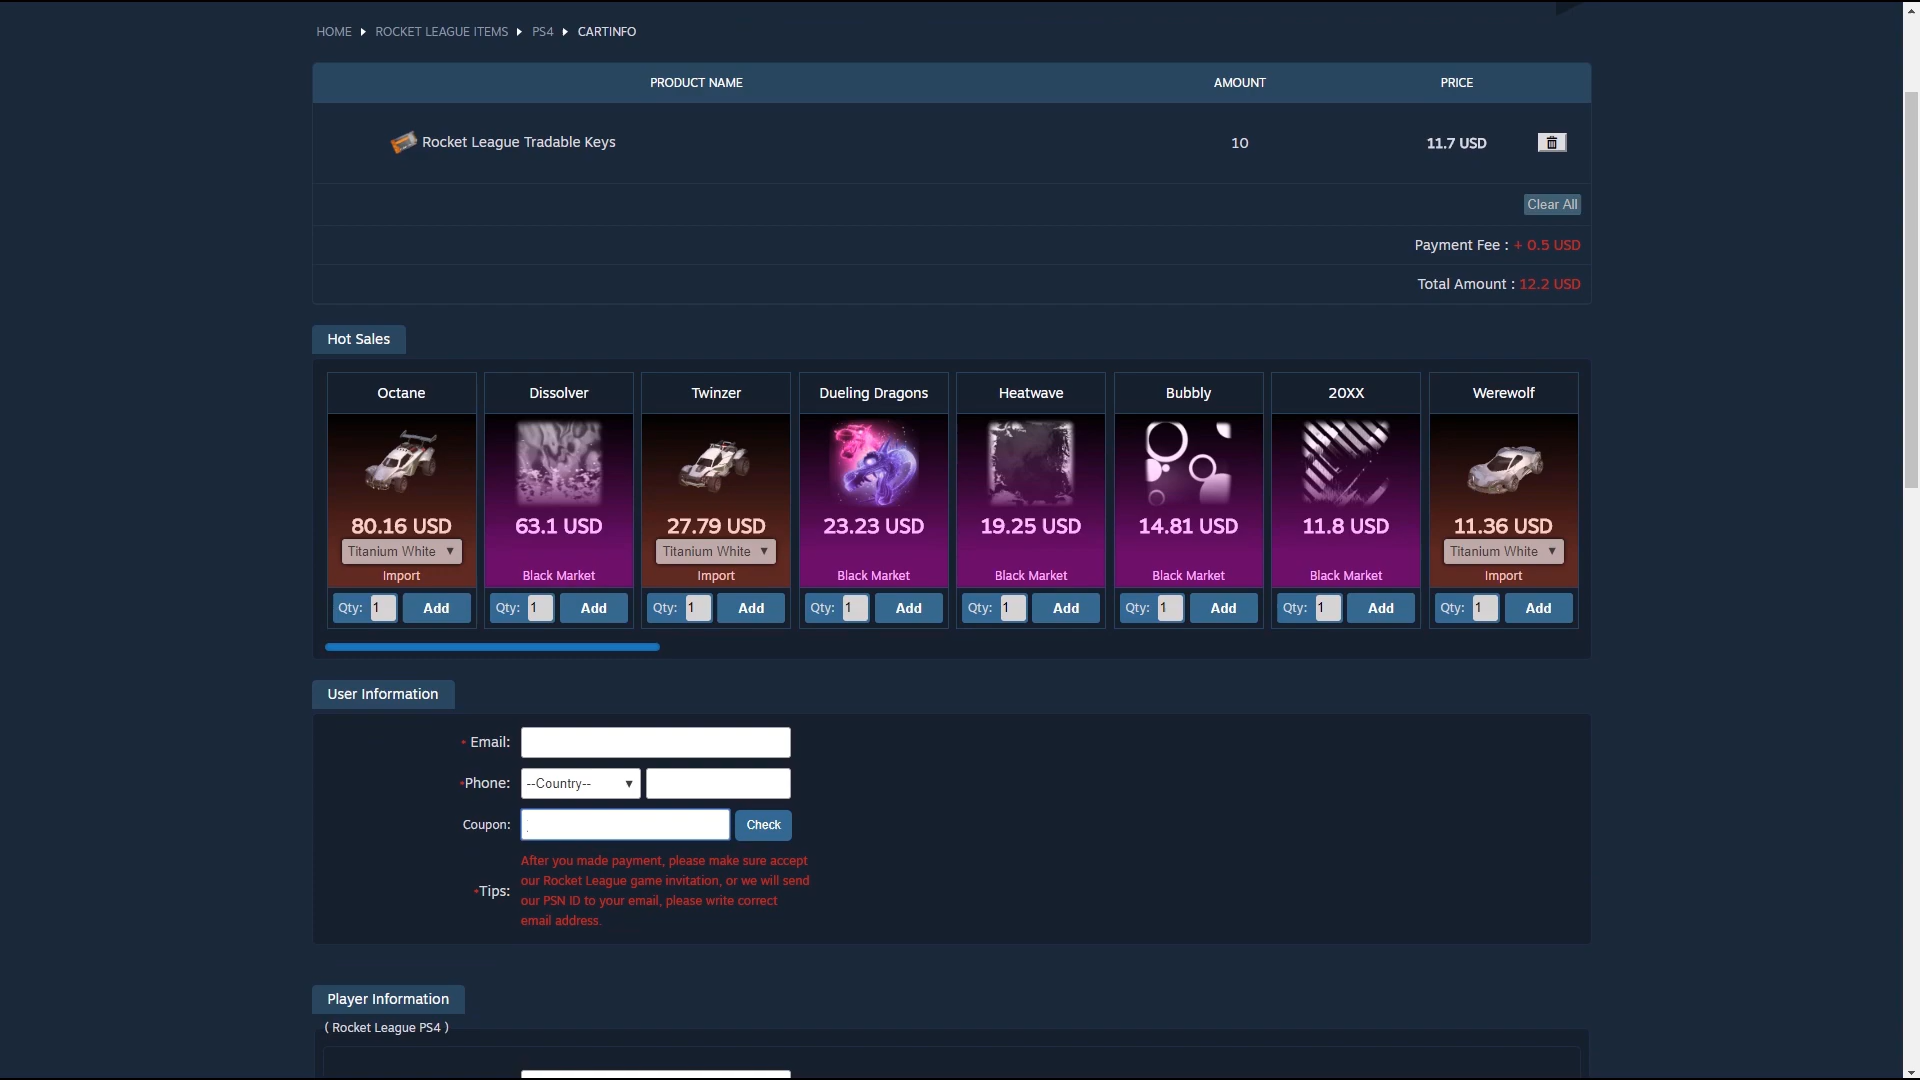 HOME ROCKET LEAGUE ITEMS PS4 CARTINFO
PRODUCT NAME AMOUNT PRICE
Rocket League Tradable Keys 10 11.7 USD
Clear All
Payment Fee : + 0.5 USD
Total Amount : 12.2 USD
Hot Sales
Octane Dissolver Twinzer Dueling Dragons Heatwave Bubbly 20XX Werewolf
80.16 USD 63.1 USD 27.79 USD 23.23 USD 19.25 USD 14.81 USD 11.8 USD 11.36 USD
Titanium White Titanium White Titanium White
Import Black Market Import Black Market Black Market Black Market Black Market Import
Qty: 1 Add Qty: 1 Add Qty: 1 Add Qty: 1 Add Qty: 1 Add Qty: 1 Add Qty: 1 Add Qty: 1 Add
User Information
* Email:
*Phone: --Country--
Coupon: Check
*Tips:
After you made payment, please make sure accept
our Rocket League game invitation, or we will send
our PSN ID to your email, please write correct
email address.
Player Information
( Rocket League PS4 )